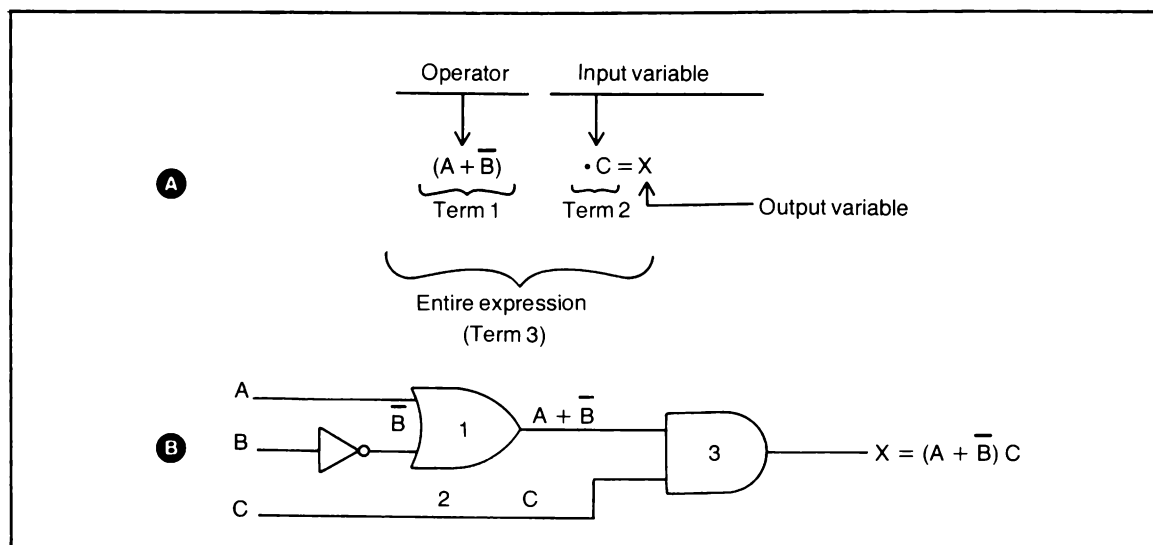 Operator Input variable
A
(A + B̅) • C = X
Term 1 Term 2
Output variable
Entire expression
(Term 3)
A
B̅ 1 A + B̅
B
B 3 X = (A + B̅) C
C 2 C